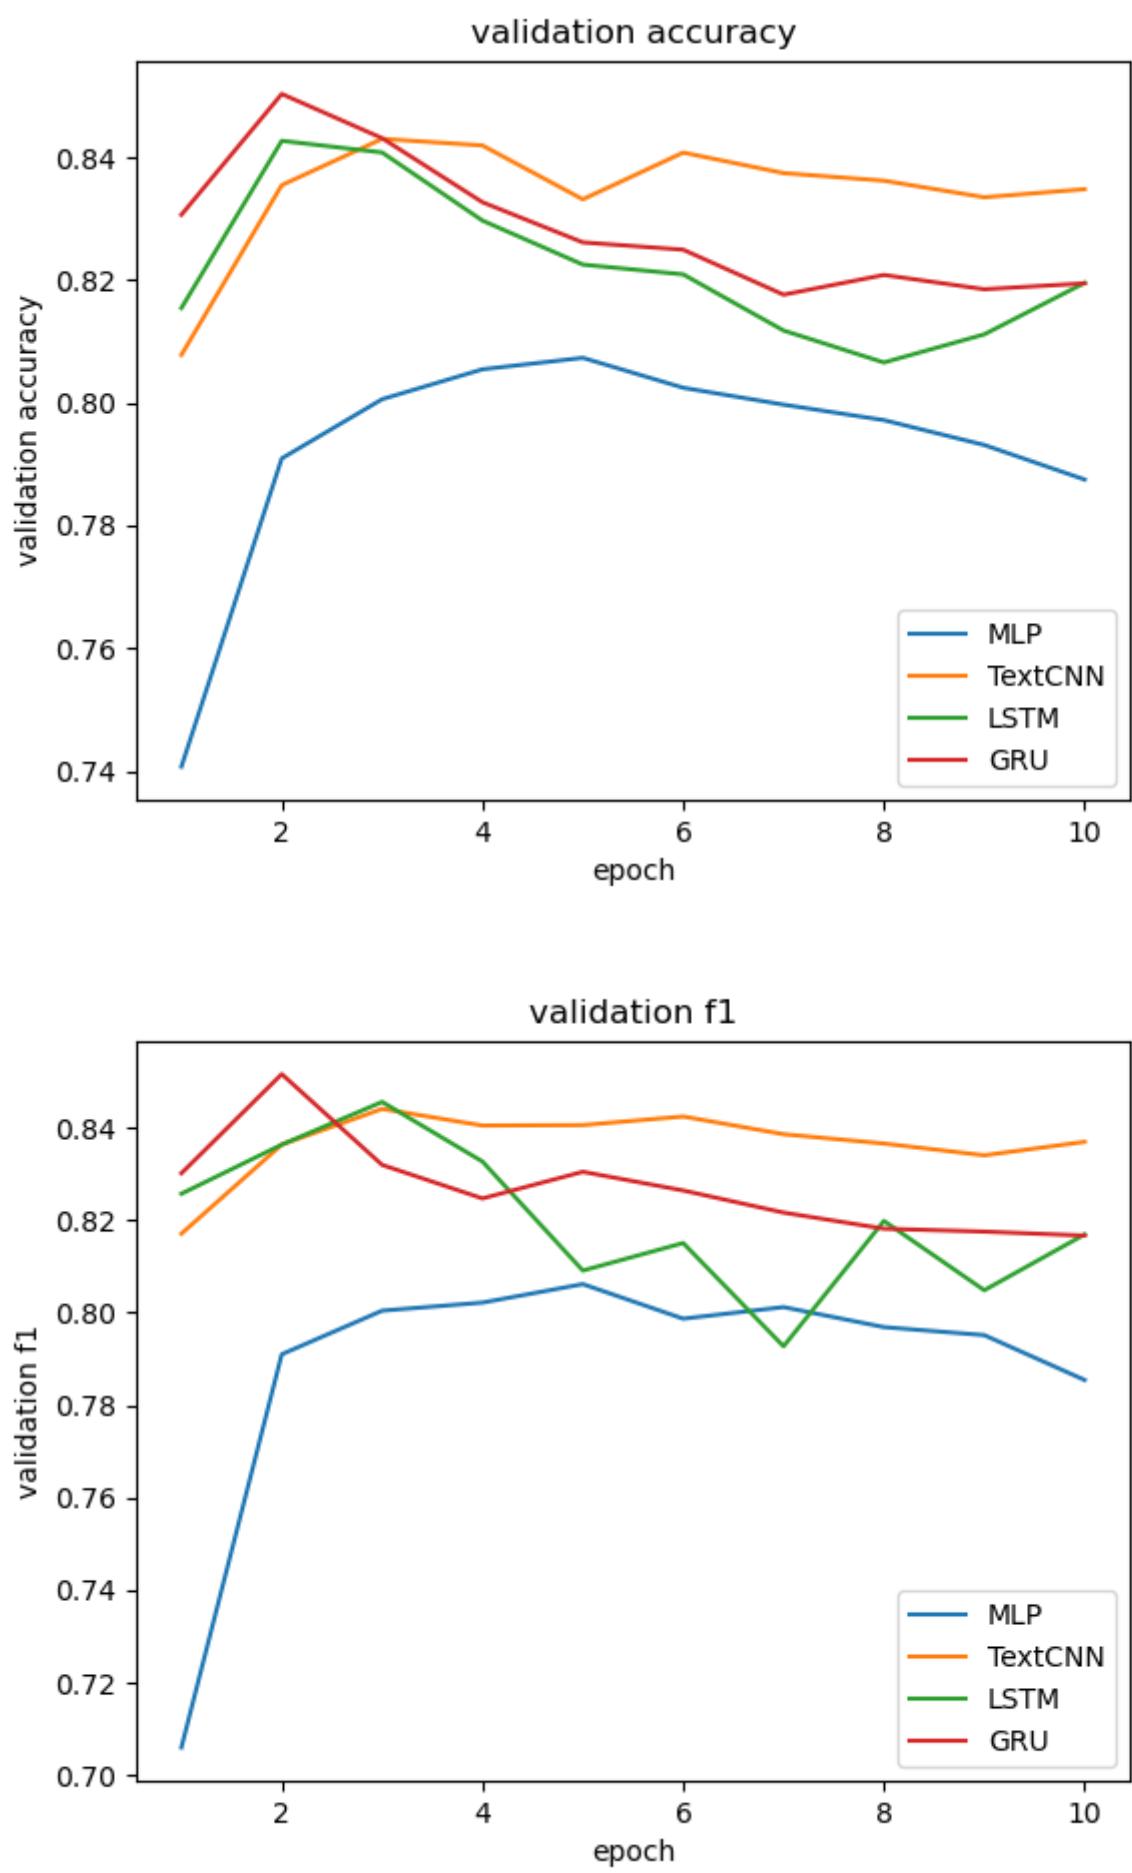 validation accuracy
validation accuracy
0.84
0.82
0.80
0.78
0.76
0.74
MLP
TextCNN
LSTM
GRU
2 4 6 8 10
epoch
validation f1
validation f1
0.84
0.82
0.80
0.78
0.76
0.74
0.72
0.70
MLP
TextCNN
LSTM
GRU
2 4 6 8 10
epoch